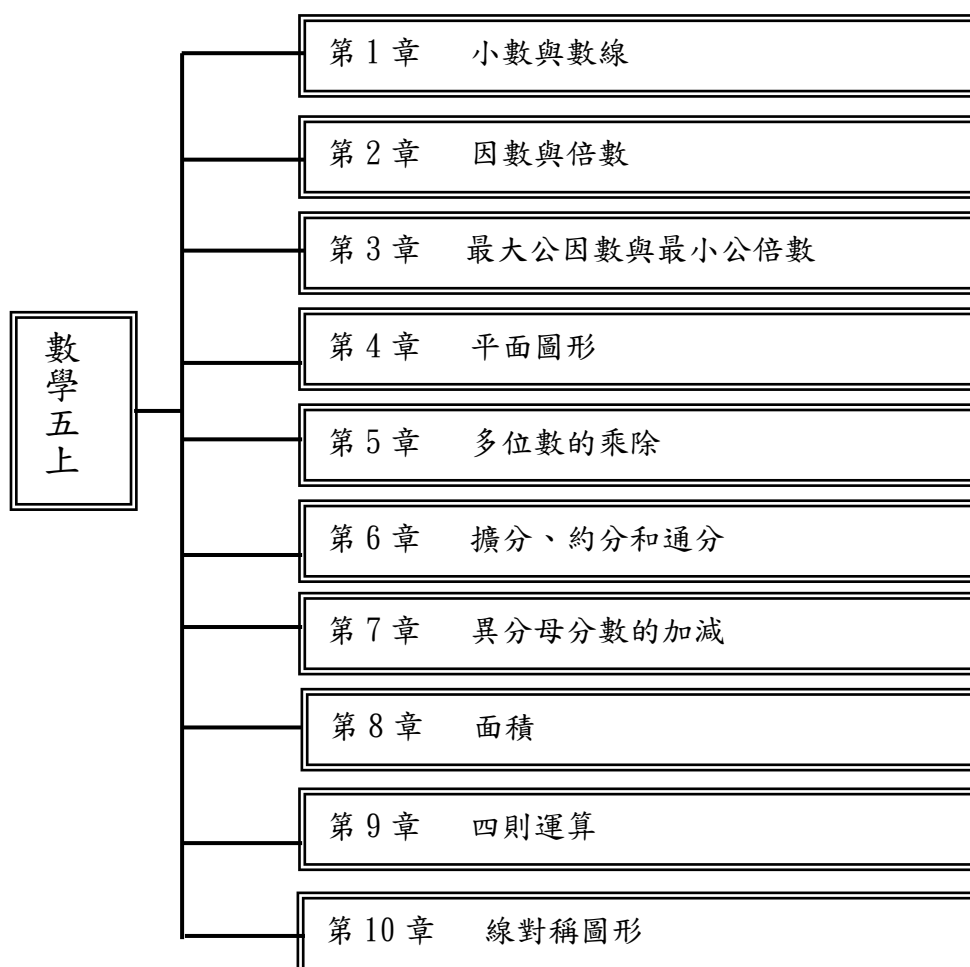 數學五上
第 1 章 小數與數線
第 2 章 因數與倍數
第 3 章 最大公因數與最小公倍數
第 4 章 平面圖形
第 5 章 多位數的乘除
第 6 章 擴分、約分和通分
第 7 章 異分母分數的加減
第 8 章 面積
第 9 章 四則運算
第 10 章 線對稱圖形